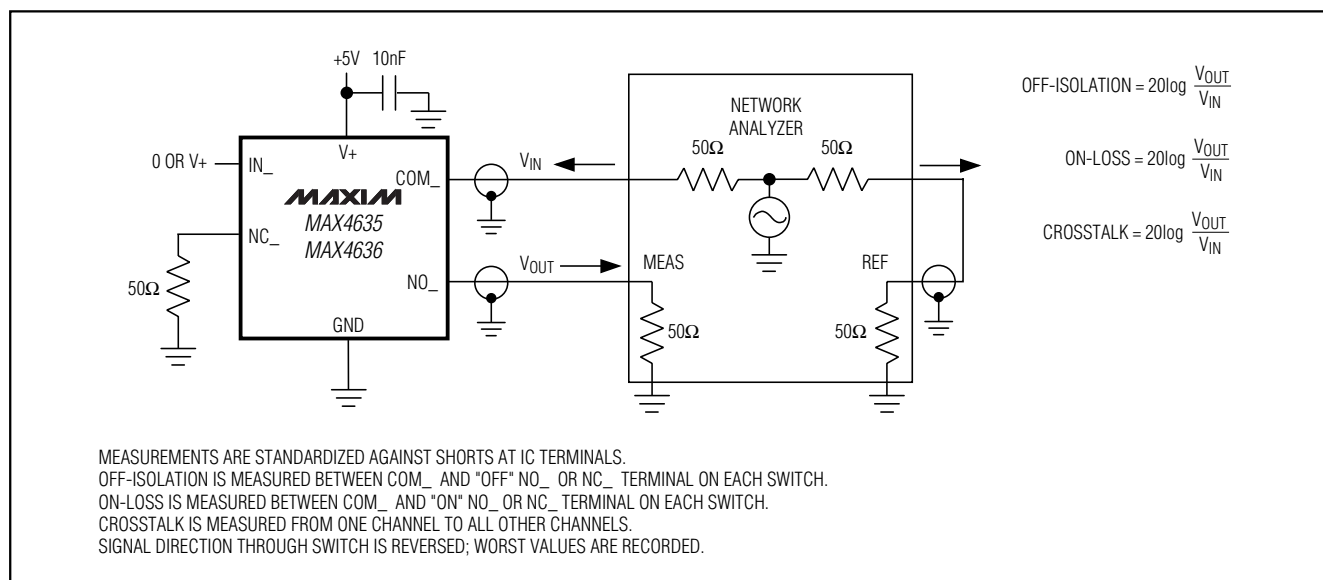 +5V
10nF
V+
0 OR V+
IN_
COM_
MAXIM
MAX4635
MAX4636
NC_
NO_
GND
50Ω
VIN
VOUT
NETWORK
ANALYZER
50Ω
50Ω
MEAS
REF
50Ω
50Ω
OFF-ISOLATION = 20log VOUT
VIN
ON-LOSS = 20log VOUT
VIN
CROSSTALK = 20log VOUT
VIN
MEASUREMENTS ARE STANDARDIZED AGAINST SHORTS AT IC TERMINALS.
OFF-ISOLATION IS MEASURED BETWEEN COM_ AND "OFF" NO_ OR NC_ TERMINAL ON EACH SWITCH.
ON-LOSS IS MEASURED BETWEEN COM_ AND "ON" NO_ OR NC_ TERMINAL ON EACH SWITCH.
CROSSTALK IS MEASURED FROM ONE CHANNEL TO ALL OTHER CHANNELS.
SIGNAL DIRECTION THROUGH SWITCH IS REVERSED; WORST VALUES ARE RECORDED.